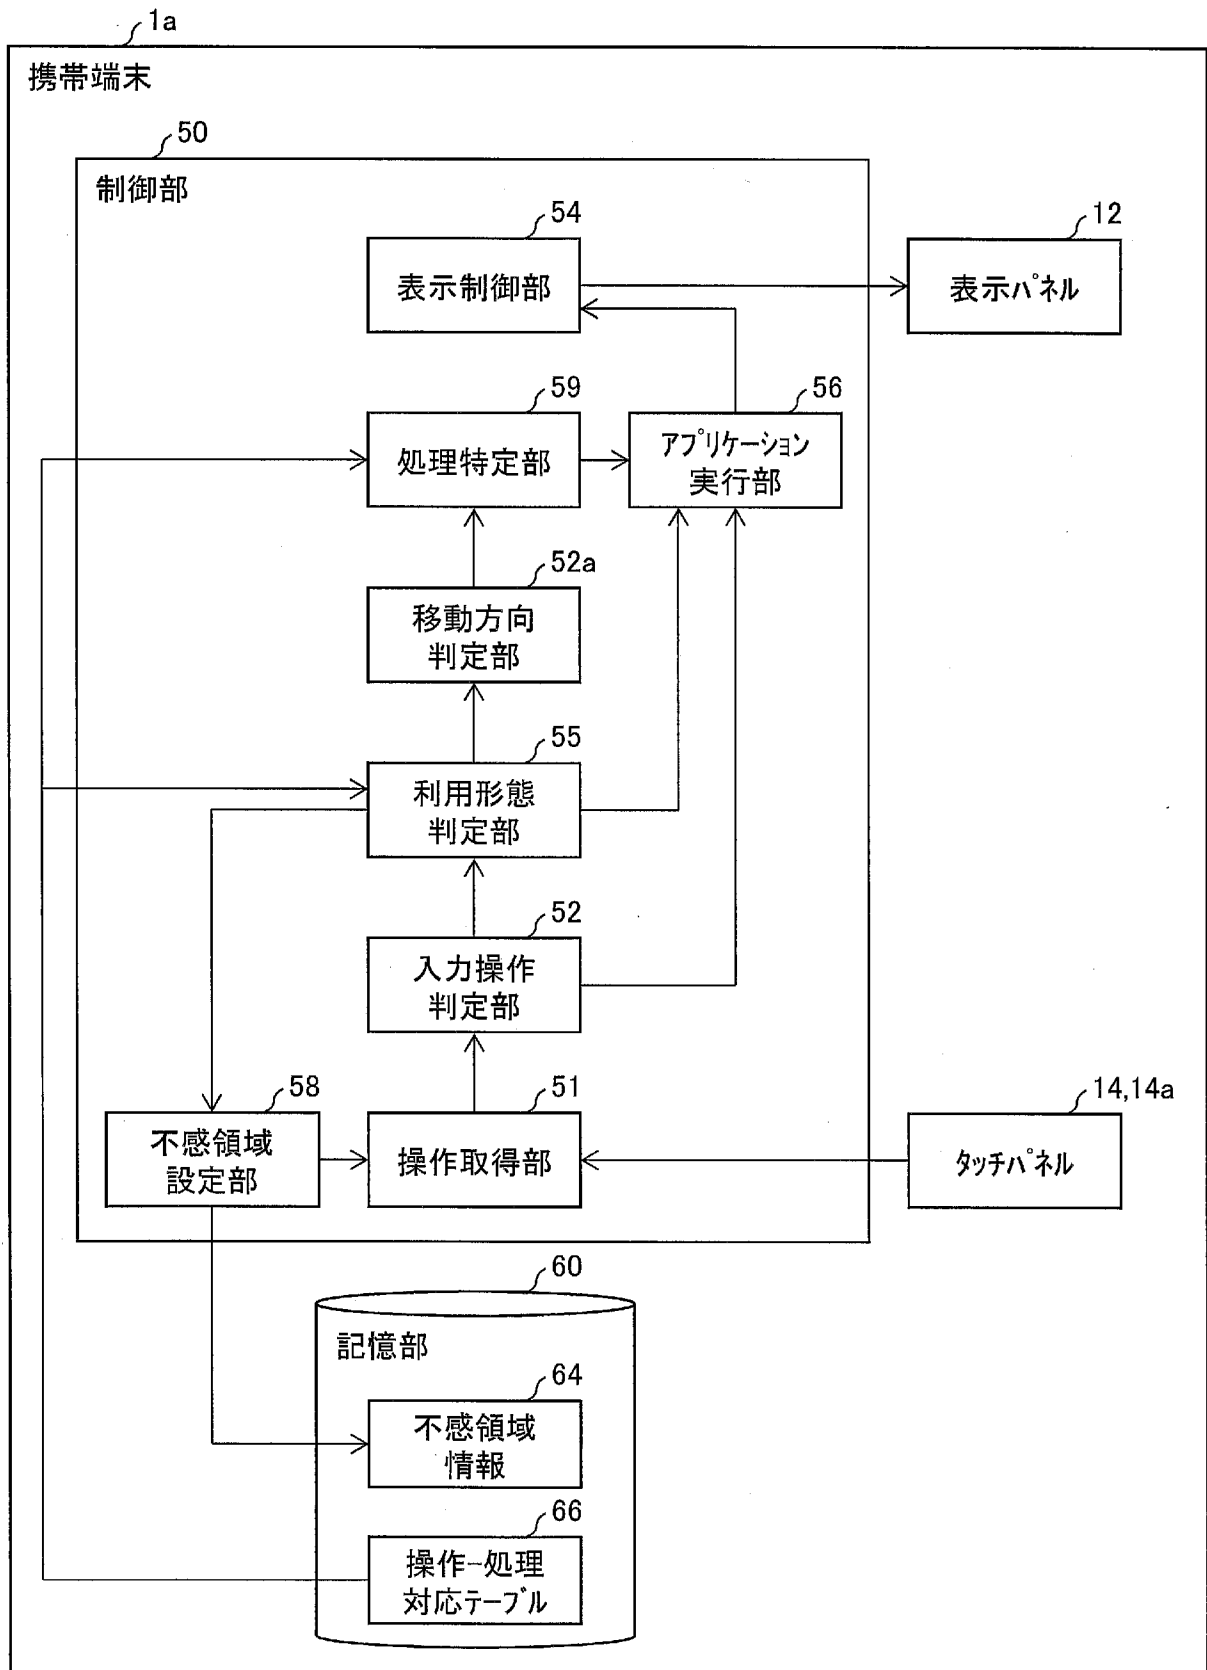 1a
携帯端末
50
制御部
54
表示制御部
12
表示ﾊﾟﾈﾙ
59
処理特定部
56
ｱﾌﾟﾘｹｰｼｮﾝ
実行部
52a
移動方向
判定部
55
利用形態
判定部
52
入力操作
判定部
58
不感領域
設定部
51
操作取得部
14,14a
ﾀｯﾁﾊﾟﾈﾙ
60
記憶部
64
不感領域
情報
66
操作-処理
対応ﾃｰﾌﾞﾙ